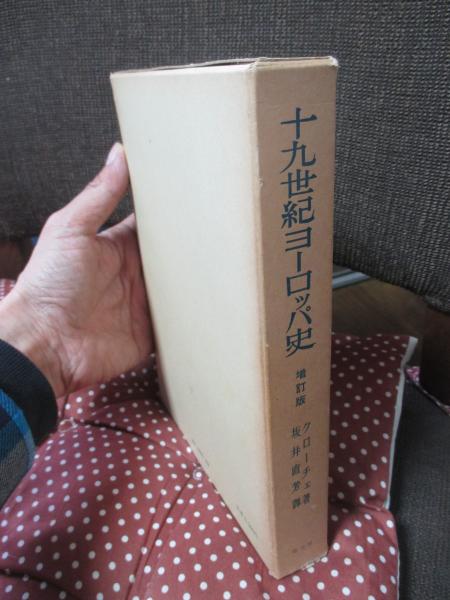 十九世紀ヨーロッパ史
増訂版
クローチェ著
坂井直芳譯